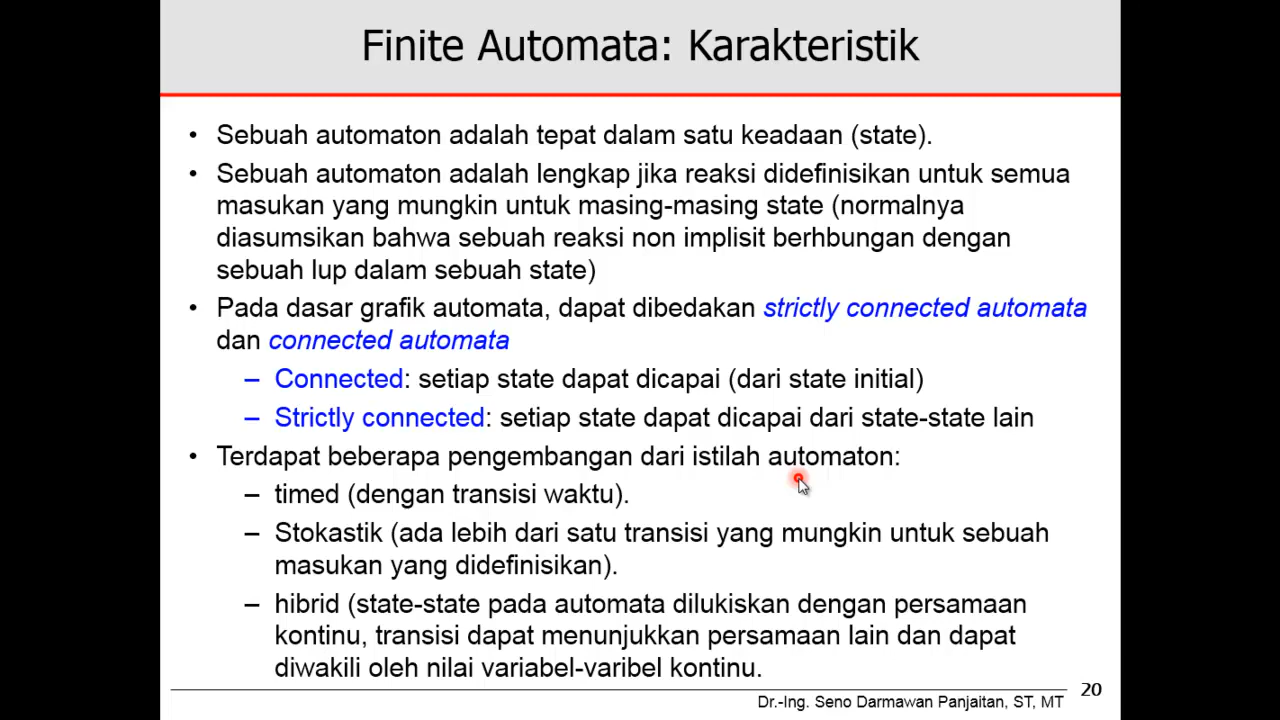 Finite Automata: Karakteristik
• Sebuah automaton adalah tepat dalam satu keadaan (state).
• Sebuah automaton adalah lengkap jika reaksi didefinisikan untuk semua
masukan yang mungkin untuk masing-masing state (normalnya
diasumsikan bahwa sebuah reaksi non implisit berhbungan dengan
sebuah lup dalam sebuah state)
• Pada dasar grafik automata, dapat dibedakan strictly connected automata
dan connected automata
– Connected: setiap state dapat dicapai (dari state initial)
– Strictly connected: setiap state dapat dicapai dari state-state lain
• Terdapat beberapa pengembangan dari istilah automaton:
– timed (dengan transisi waktu).
– Stokastik (ada lebih dari satu transisi yang mungkin untuk sebuah
masukan yang didefinisikan).
– hibrid (state-state pada automata dilukiskan dengan persamaan
kontinu, transisi dapat menunjukkan persamaan lain dan dapat
diwakili oleh nilai variabel-varibel kontinu.
20
Dr.-Ing. Seno Darmawan Panjaitan, ST, MT